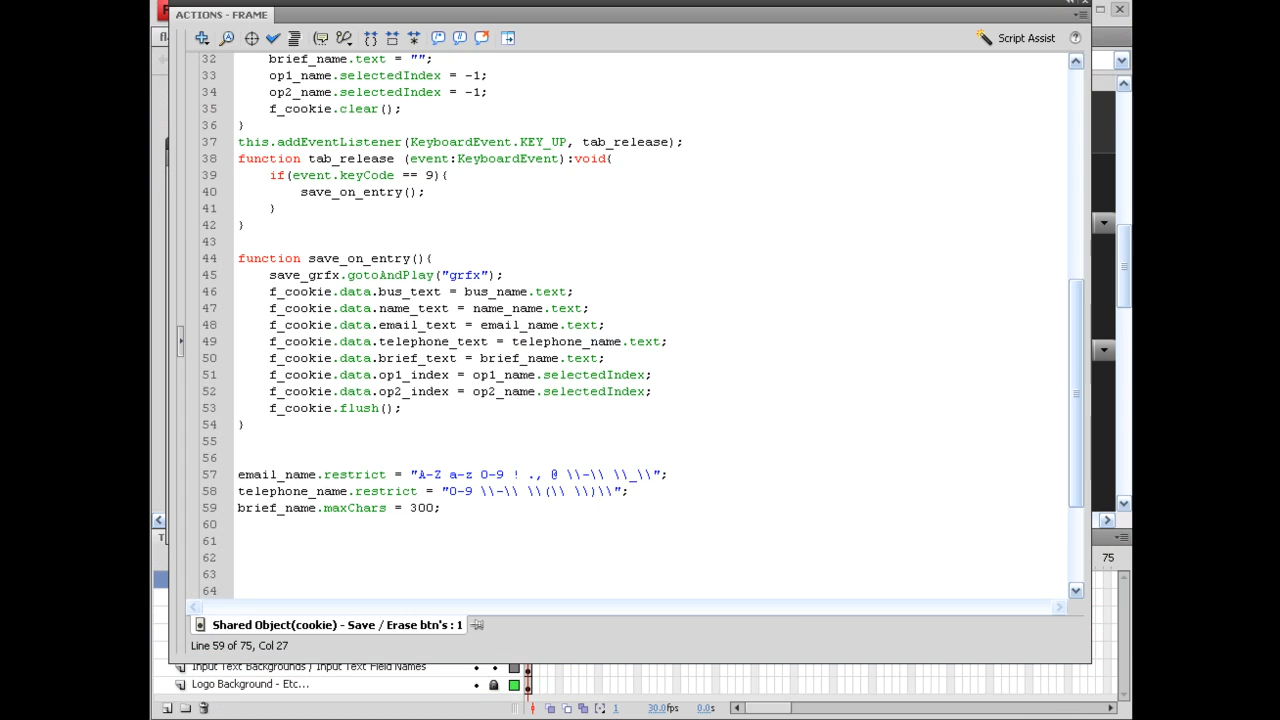 ACTIONS - FRAME
Script Assist
32 brief_name.text = "";
33 op1_name.selectedIndex = -1;
34 op2_name.selectedIndex = -1;
35 f_cookie.clear();
36 }
37 this.addEventListener(KeyboardEvent.KEY_UP, tab_release);
38 function tab_release (event:KeyboardEvent):void{
39 if(event.keyCode == 9){
40 save_on_entry();
41 }
42 }
43
44 function save_on_entry(){
45 save_grfx.gotoAndPlay("grfx");
46 f_cookie.data.bus_text = bus_name.text;
47 f_cookie.data.name_text = name_name.text;
48 f_cookie.data.email_text = email_name.text;
49 f_cookie.data.telephone_text = telephone_name.text;
50 f_cookie.data.brief_text = brief_name.text;
51 f_cookie.data.op1_index = op1_name.selectedIndex;
52 f_cookie.data.op2_index = op2_name.selectedIndex;
53 f_cookie.flush();
54 }
55
56
57 email_name.restrict = "A-Z a-z 0-9 ! ., @ \\-\\ \\_\\";
58 telephone_name.restrict = "0-9 \\-\\ \\(\\ \\)\\";
59 brief_name.maxChars = 300;
60
61
62
63
64
75
Shared Object(cookie) - Save / Erase btn's : 1
Line 59 of 75, Col 27
Input Text Backgrounds / Input Text Field Names
Logo Background - Etc...
1 30.0fps 0.0s